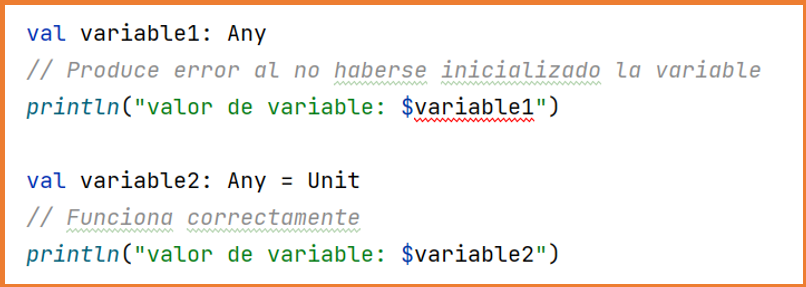 val variable1: Any
// Produce error al no haberse inicializado la variable
println("valor de variable: $variable1")
val variable2: Any = Unit
// Funciona correctamente
println("valor de variable: $variable2")